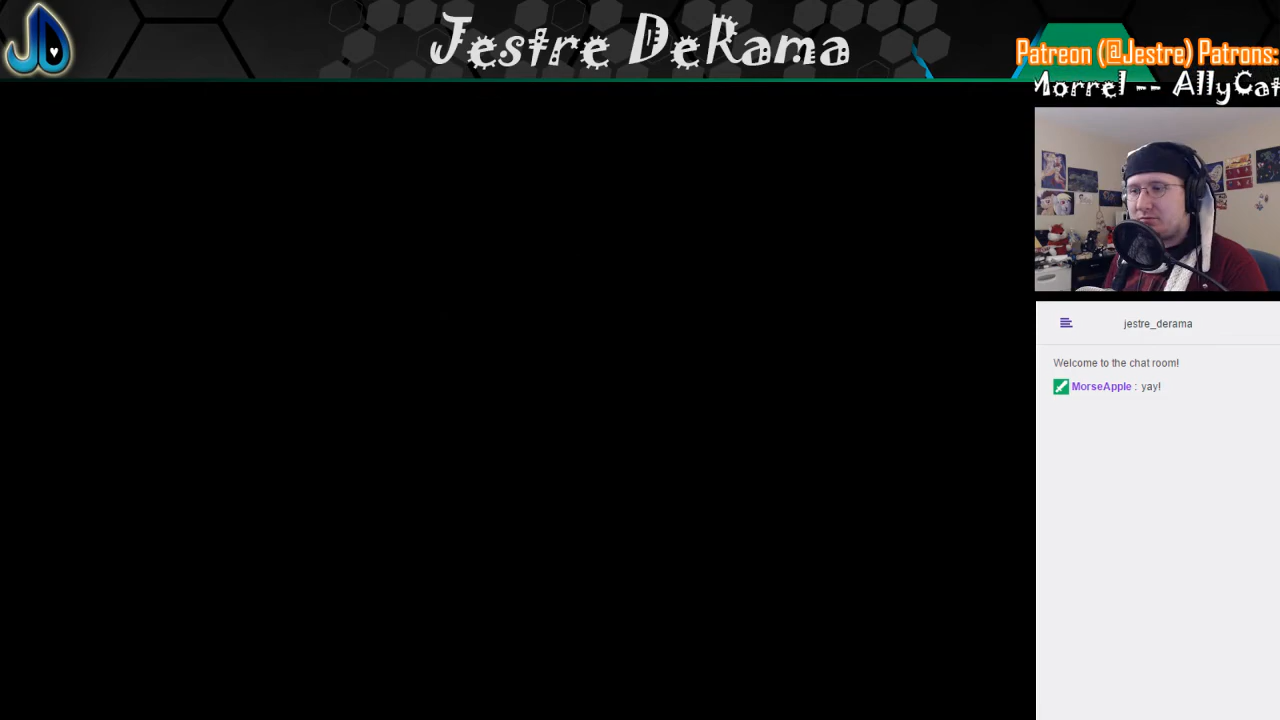 JD
Jestre DeRama
Patreon (@Jestre) Patrons:
Morrel -- AllyCat
jestre_derama
Welcome to the chat room!
MorseApple : yay!